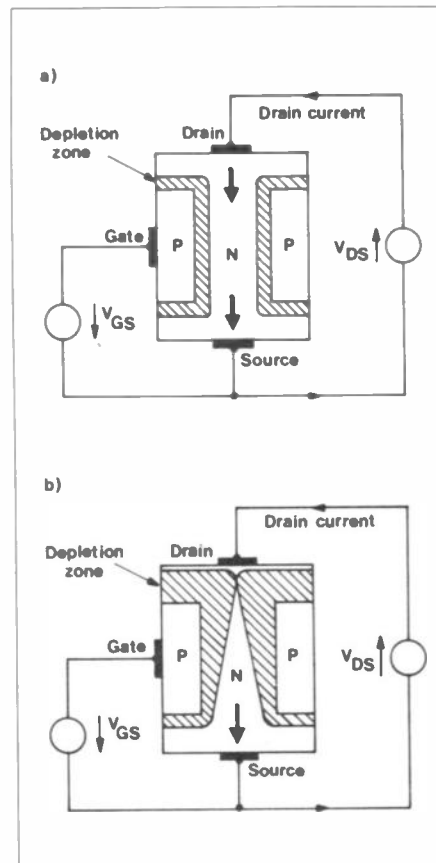 a)
Drain
Drain current
Depletion
zone
Gate
P
N
P
VDS
VGS
Source
b)
Drain
Drain current
Depletion
zone
Gate
P
N
P
VDS
VGS
Source